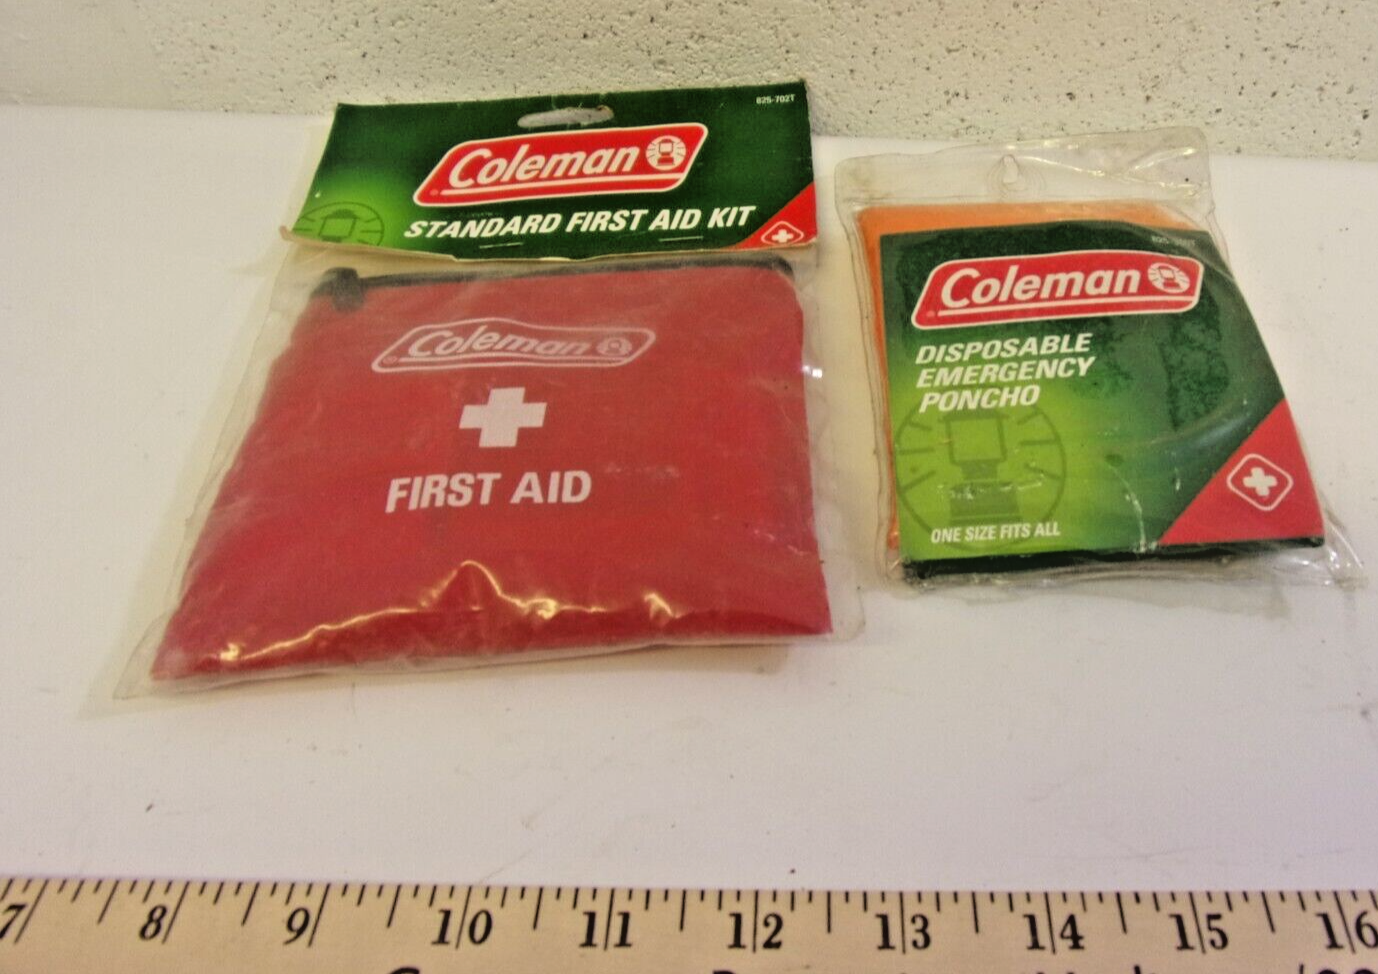 825-702T
Coleman
STANDARD FIRST AID KIT
Coleman
FIRST AID
Coleman
DISPOSABLE
EMERGENCY
PONCHO
ONE SIZE FITS ALL
7 8 9 10 11 12 13 14 15 16